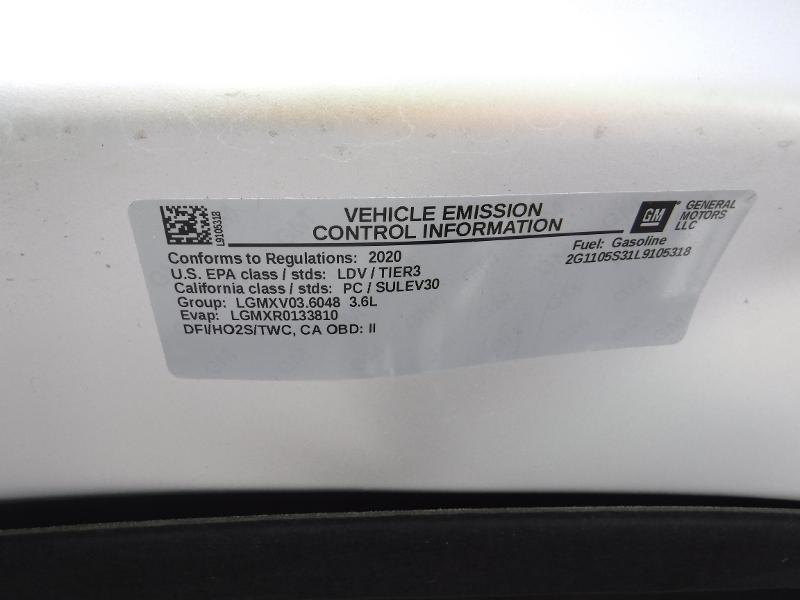 L9105318
VEHICLE EMISSION
CONTROL INFORMATION
GM
GENERAL
MOTORS
LLC
Conforms to Regulations: 2020
Fuel: Gasoline
U.S. EPA class / stds: LDV / TIER3
2G1105S31L9105318
California class / stds: PC / SULEV30
Group: LGMXV03.6048 3.6L
Evap: LGMXR0133810
DFI/HO2S/TWC, CA OBD: II